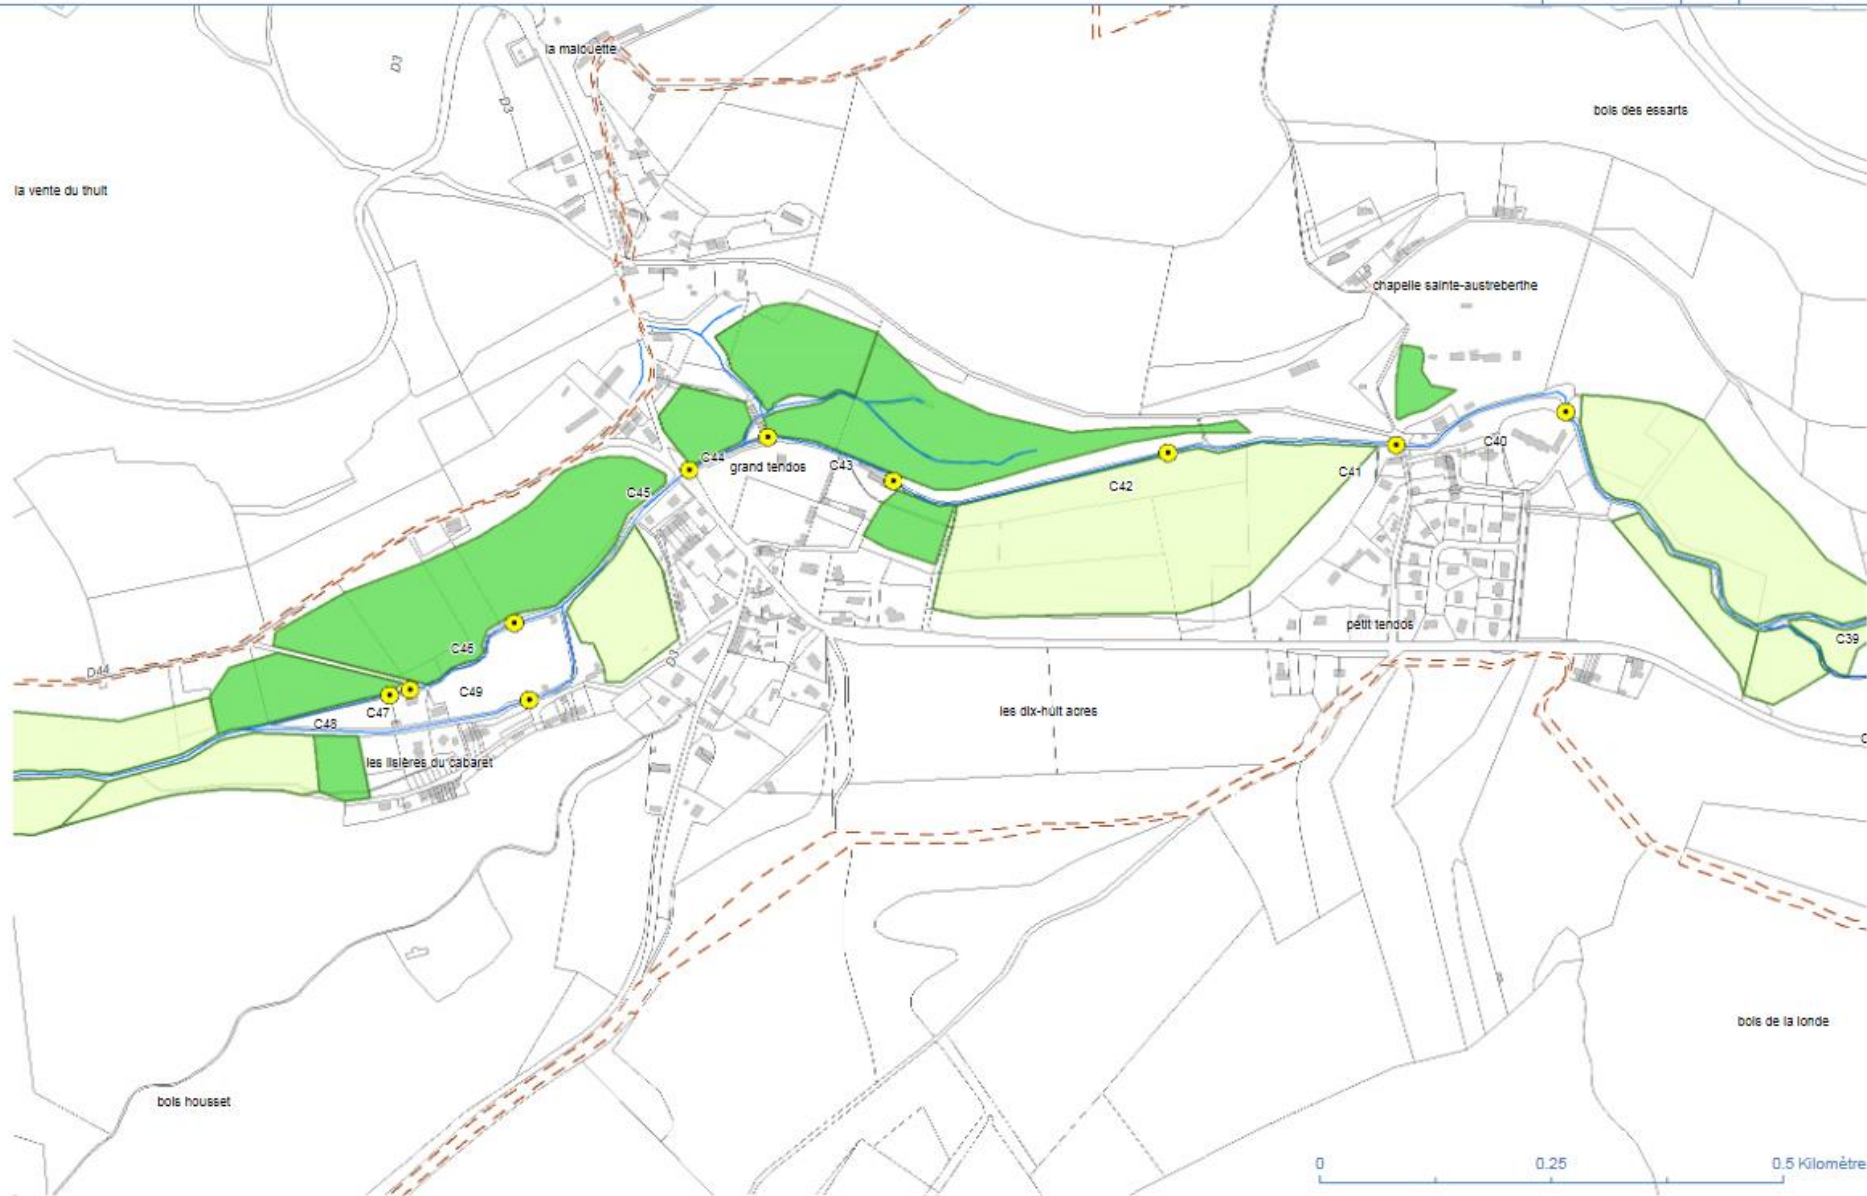 la malouette
D3
D3
bois des essarts
la vente du thuit
chapelle sainte-austreberthe
C40
C44
grand tendos
C43
C41
C42
C45
petit tendos
C39
C46
D3
D44
C49
C47
C48
les dix-huit acres
les lisières du cabaret
bois de la londe
bois housset
0
0.25
0.5 Kilomètre